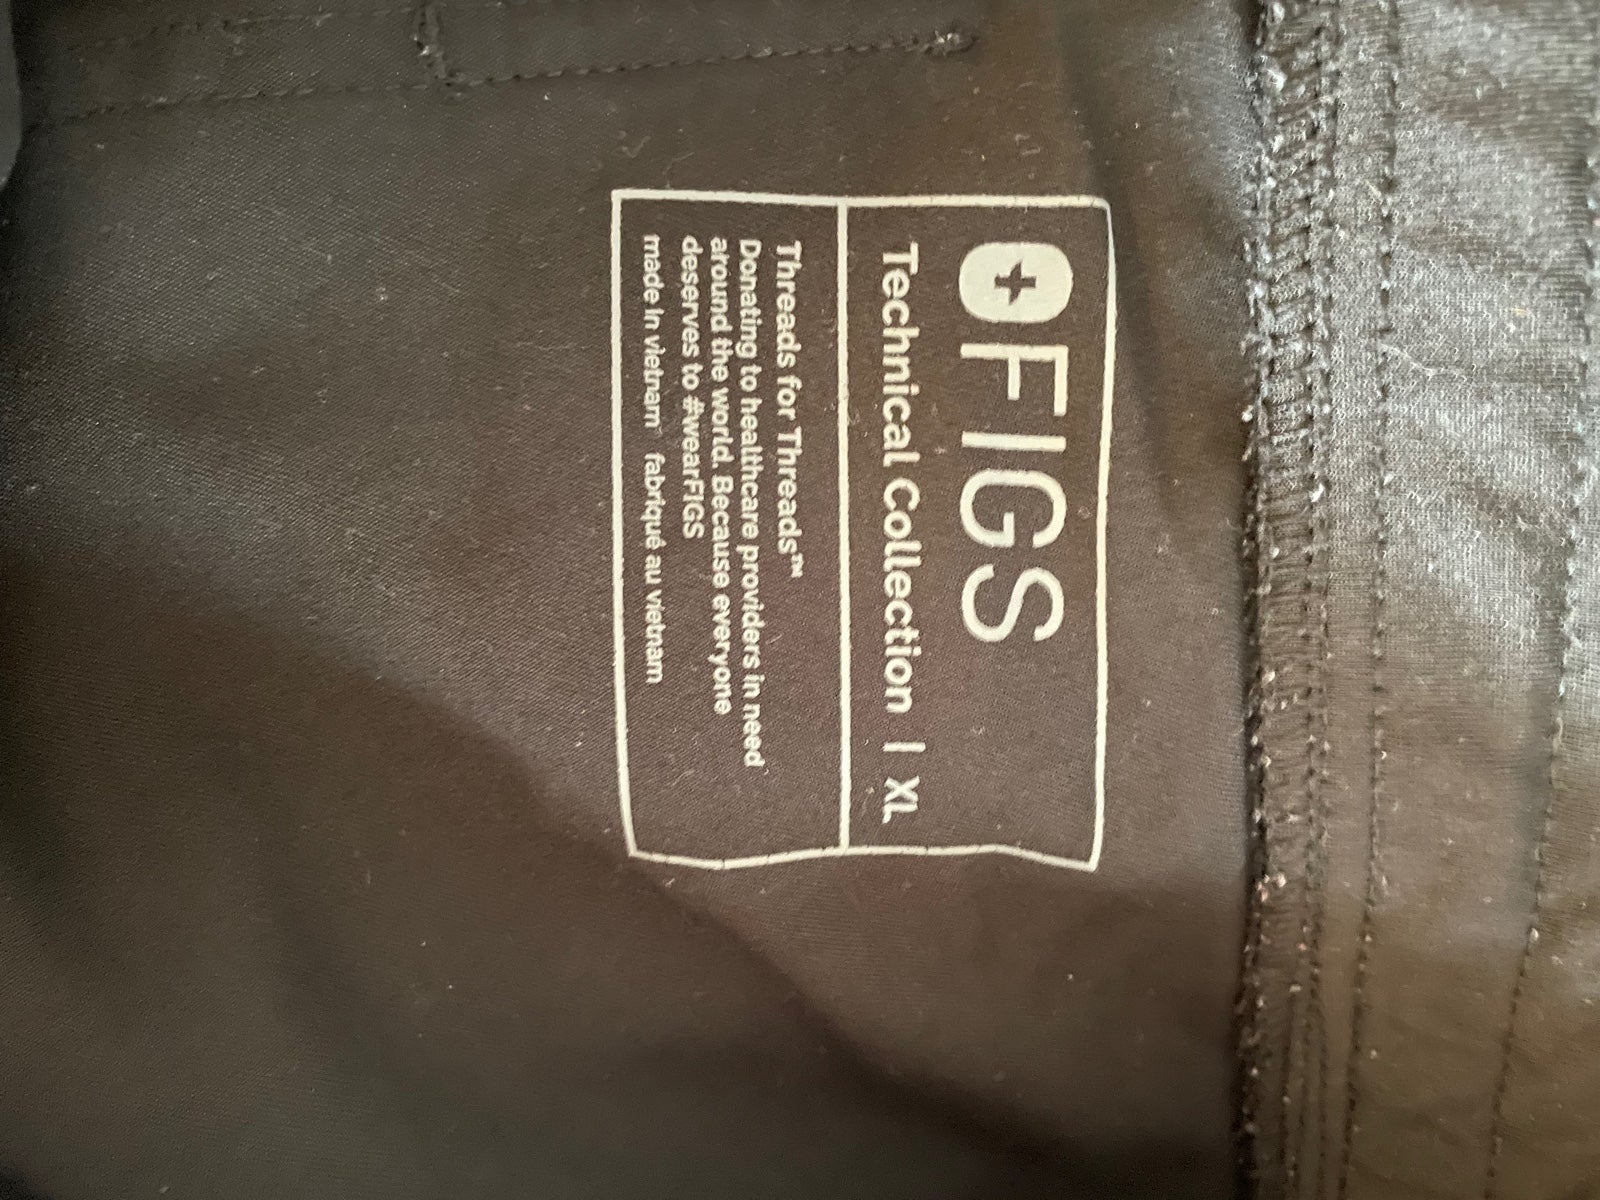 FIGS
Technical Collection | XL
Threads for Threads™
Donating to healthcare providers in need
around the world. Because everyone
deserves to #wearFIGS
made in vietnam fabriqué au vietnam